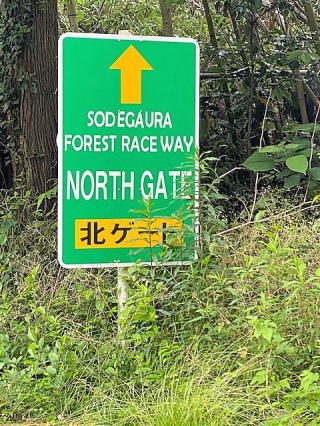 SODEGAURA
FOREST RACE WAY
NORTH GATE
北ゲート